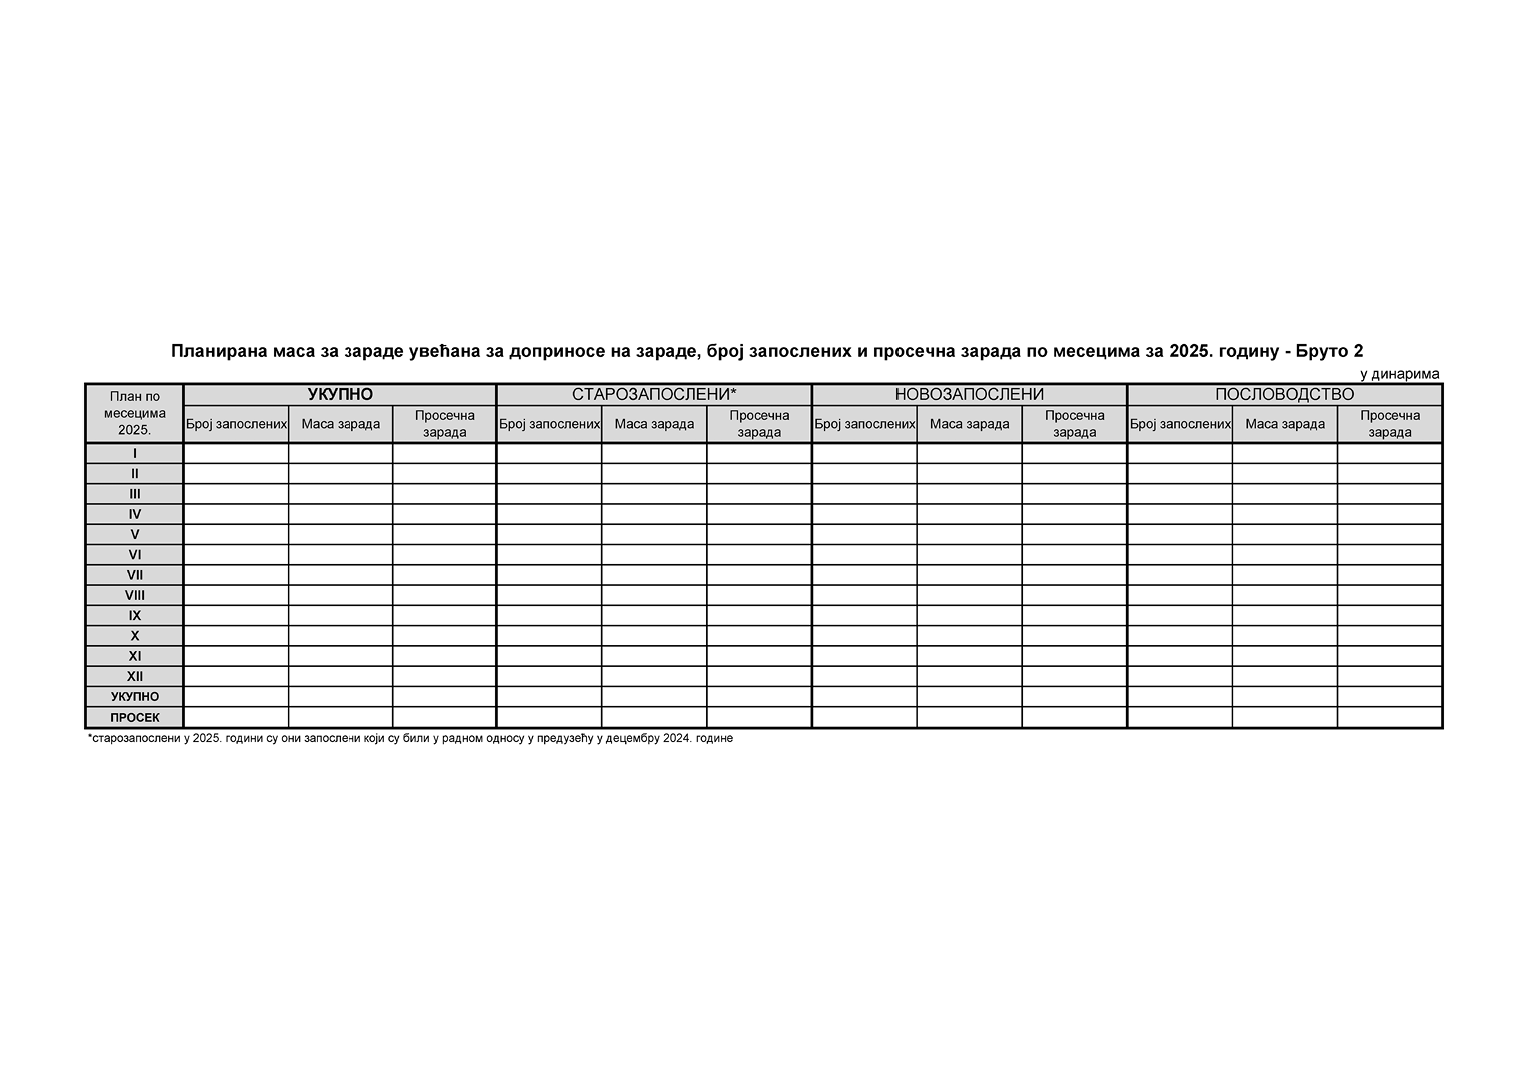 Планирана маса за зараде увећана за доприносе на зараде, број запослених и просечна зарада по месецима за 2025. годину - Бруто 2
у динарима
План по месецима 2025. УКУПНО СТАРОЗАПОСЛЕНИ* НОВОЗАПОСЛЕНИ ПОСЛОВОДСТВО
Број запослених Маса зарада Просечна зарада Број запослених Маса зарада Просечна зарада Број запослених Маса зарада Просечна зарада Број запослених Маса зарада Просечна зарада
I
II
III
IV
V
VI
VII
VIII
IX
X
XI
XII
УКУПНО
ПРОСЕК
*старозапослени у 2025. години су они запослени који су били у радном односу у предузећу у децембру 2024. године